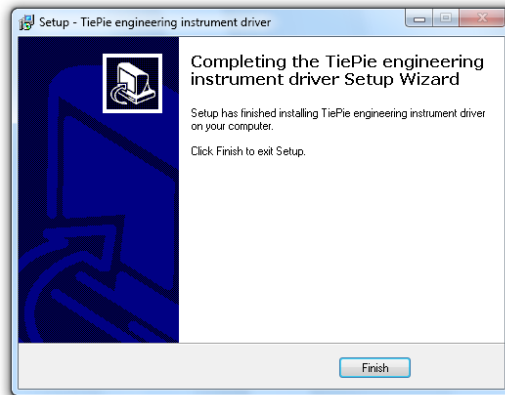 Setup - TiePie engineering instrument driver
Completing the TiePie engineering
instrument driver Setup Wizard
Setup has finished installing TiePie engineering instrument driver
on your computer.
Click Finish to exit Setup.
Finish